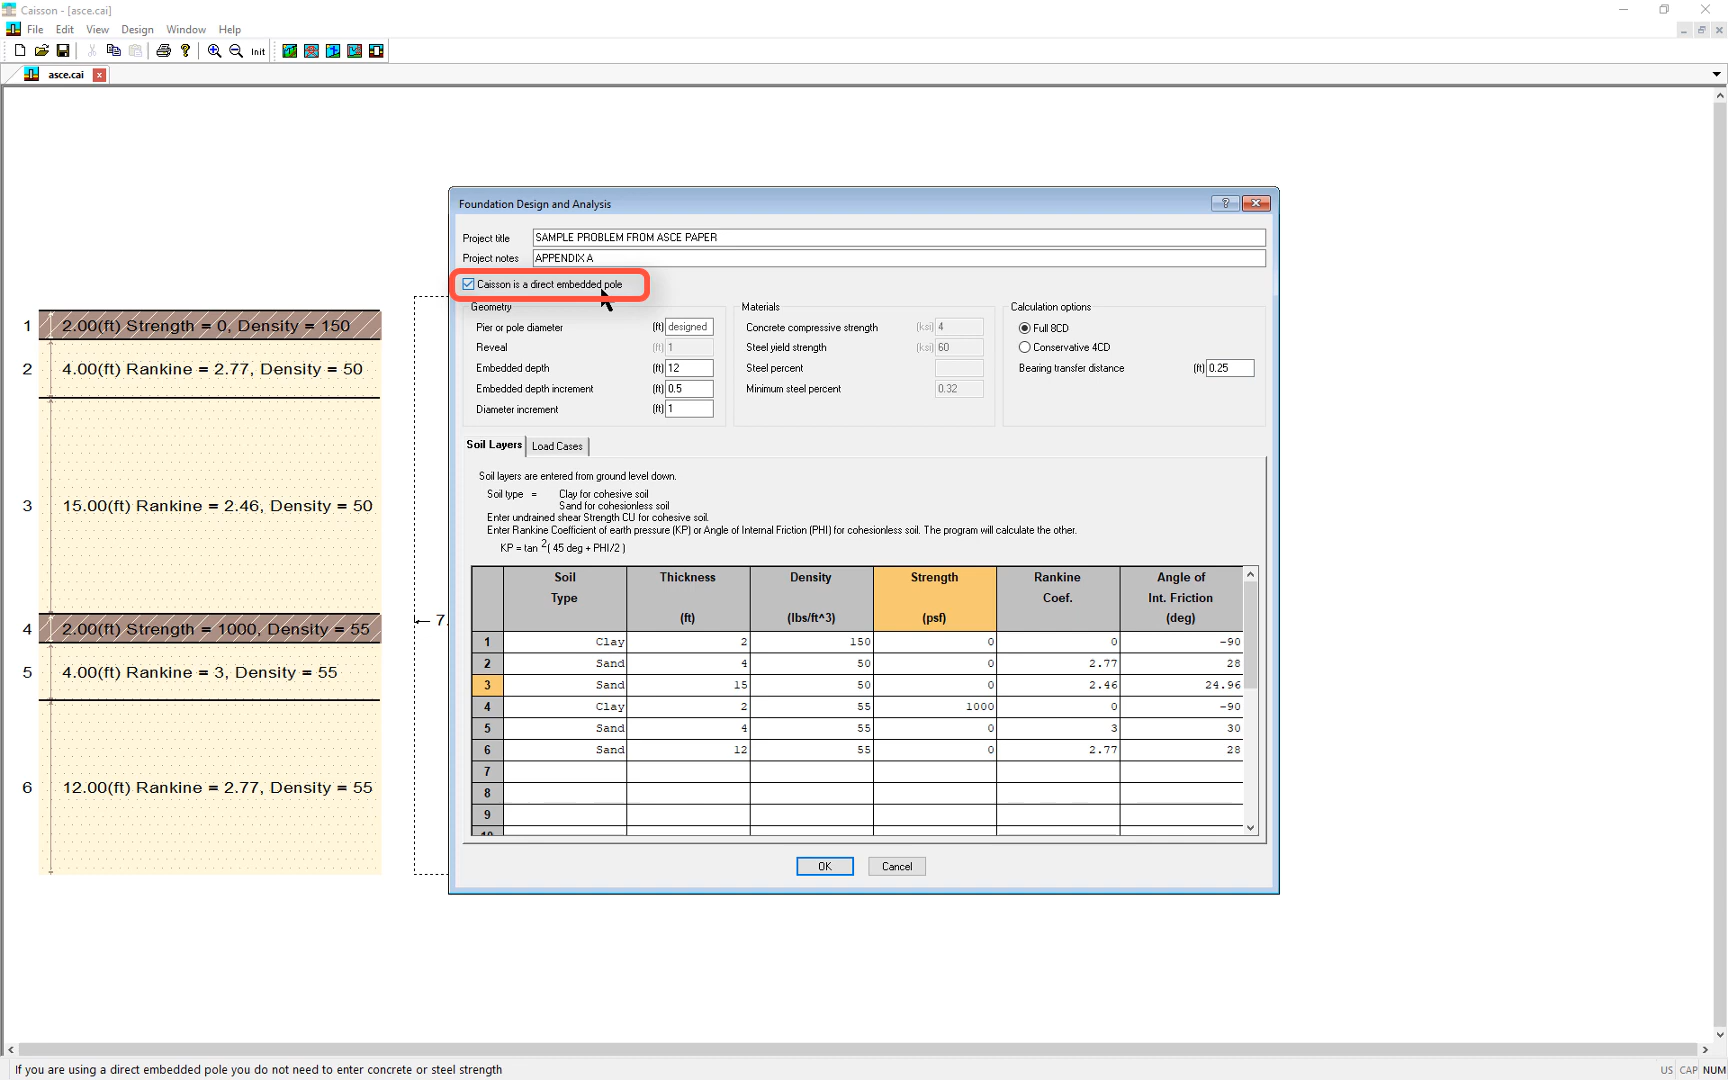 Caisson - [asce.cai]
File Edit View Design Window Help
Init
asce.cai
1 2.00(ft) Strength = 0, Density = 150
2 4.00(ft) Rankine = 2.77, Density = 50
3 15.00(ft) Rankine = 2.46, Density = 50
4 2.00(ft) Strength = 1000, Density = 55
5 4.00(ft) Rankine = 3, Density = 55
6 12.00(ft) Rankine = 2.77, Density = 55
7.
Foundation Design and Analysis
Project title SAMPLE PROBLEM FROM ASCE PAPER
Project notes APPENDIX A
Caisson is a direct embedded pole
Geometry
Pier or pole diameter (ft) designed
Reveal (ft) 1
Embedded depth (ft) 12
Embedded depth increment (ft) 0.5
Diameter increment (ft) 1
Materials
Concrete compressive strength (ksi) 4
Steel yield strength (ksi) 60
Steel percent
Minimum steel percent 0.32
Calculation options
Full 8CD
Conservative 4CD
Bearing transfer distance (ft) 0.25
Soil Layers Load Cases
Soil layers are entered from ground level down.
Soil type = Clay for cohesive soil
Sand for cohesionless soil
Enter undrained shear Strength CU for cohesive soil.
Enter Rankine Coefficient of earth pressure (KP) or Angle of Internal Friction (PHI) for cohesionless soil. The program will calculate the other.
KP = tan 2( 45 deg + PHI/2 )
Soil Thickness Density Strength Rankine Angle of
Type Coef. Int. Friction
(ft) (lbs/ft^3) (psf) (deg)
1 Clay 2 150 0 0 -90
2 Sand 4 50 0 2.77 28
3 Sand 15 50 0 2.46 24.96
4 Clay 2 55 1000 0 -90
5 Sand 4 55 0 3 30
6 Sand 12 55 0 2.77 28
7
8
9
10
OK Cancel
If you are using a direct embedded pole you do not need to enter concrete or steel strength
US CAP NUM